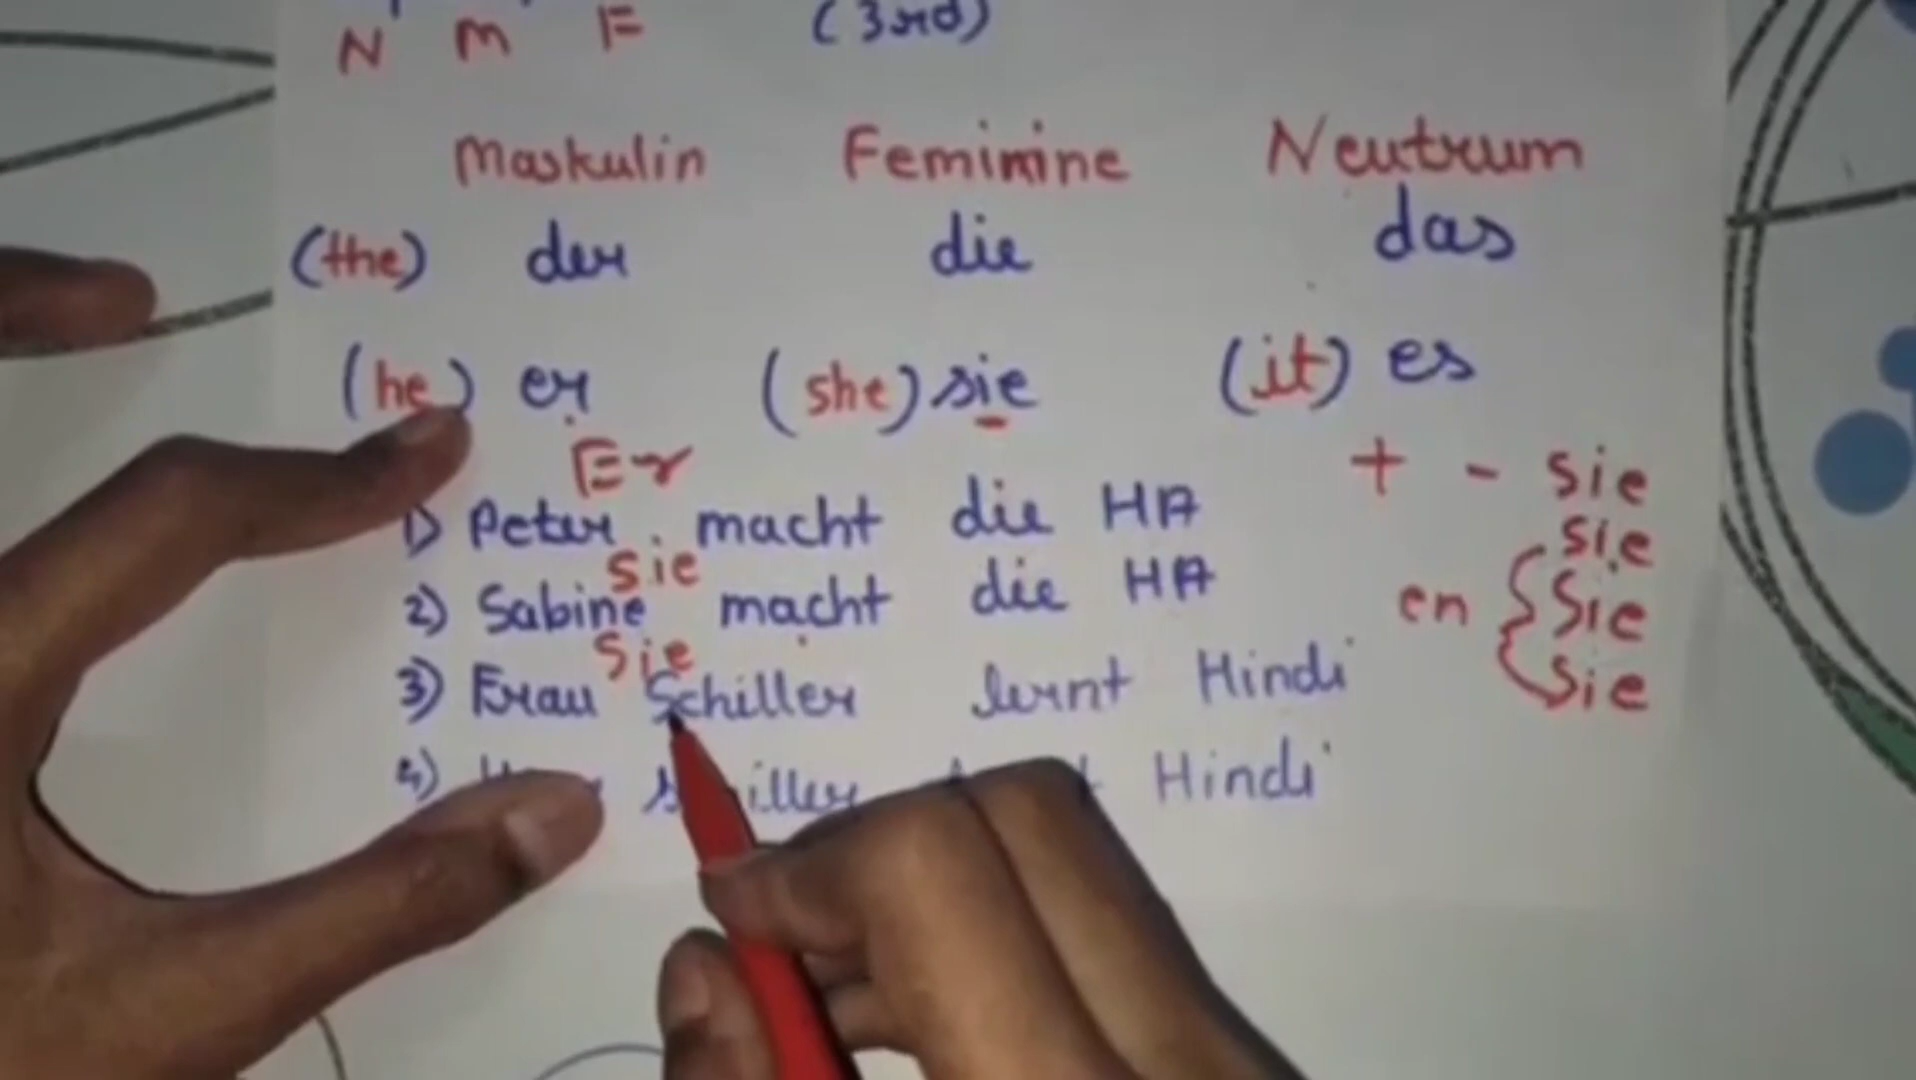 N M F (3rd)
Maskulin Feminine Neutrum
(the) der die das
(he) er (she) sie (it) es
Er + - sie
1) Peter macht die HA
sie sie
2) Sabine macht die HA en { Sie
Sie
3) Frau Schiller lernt Hindi sie
4) Hindi